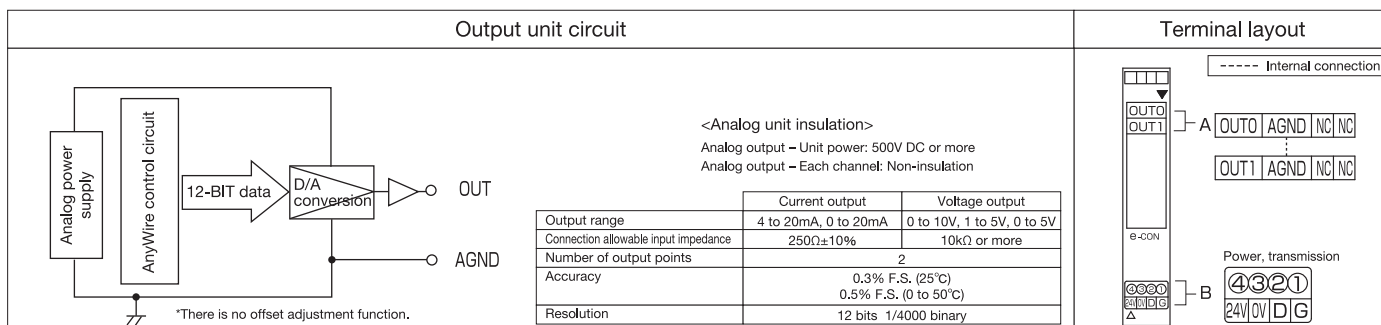 Output unit circuit
Terminal layout
Analog power supply
AnyWire control circuit
12-BIT data
D/A conversion
OUT
AGND
*There is no offset adjustment function.
<Analog unit insulation>
Analog output – Unit power: 500V DC or more
Analog output – Each channel: Non-insulation
Current output Voltage output
Output range 4 to 20mA, 0 to 20mA 0 to 10V, 1 to 5V, 0 to 5V
Connection allowable input impedance 250Ω±10% 10kΩ or more
Number of output points 2
Accuracy 0.3% F.S. (25°C)
0.5% F.S. (0 to 50°C)
Resolution 12 bits 1/4000 binary
----- Internal connection
OUT0
OUT1
A
OUT0 AGND NC NC
OUT1 AGND NC NC
e-CON
④③②①
24V 0V D G
B
Power, transmission
④③②①
24V 0V D G